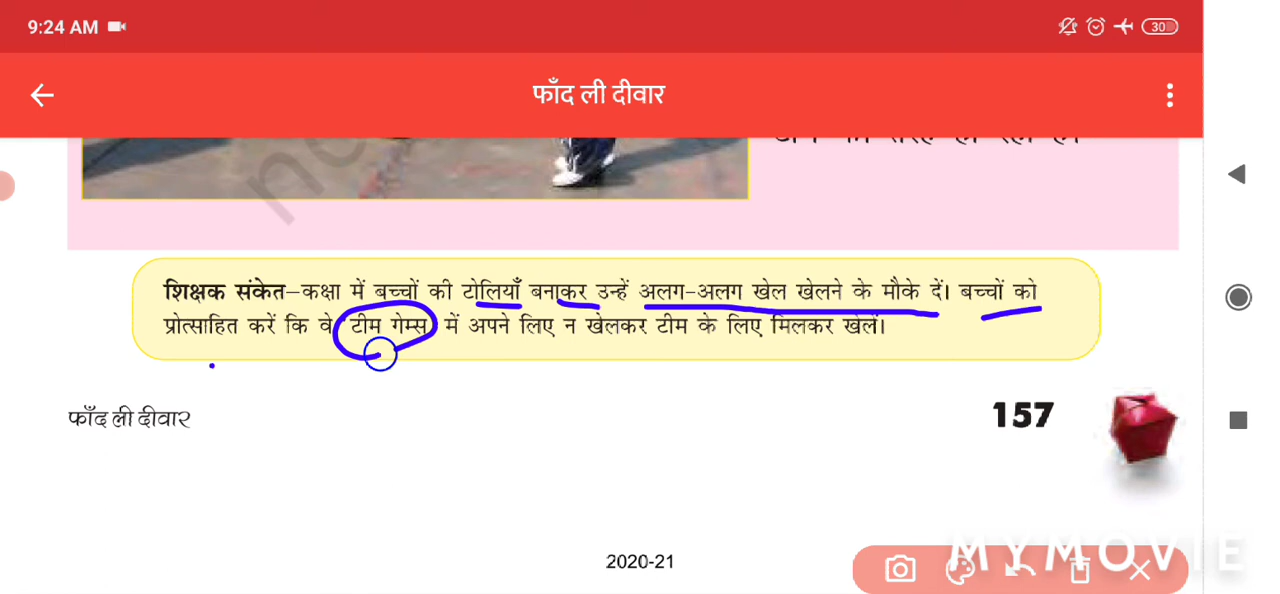 9:24 AM
30
फाँद ली दीवार
शिक्षक संकेत–कक्षा में बच्चों की टोलियाँ बनाकर उन्हें अलग-अलग खेल खेलने के मौके दें। बच्चों को
प्रोत्साहित करें कि वे टीम गेम्स में अपने लिए न खेलकर टीम के लिए मिलकर खेलें।
फाँद ली दीवार
157
2020-21
MYMOVIE